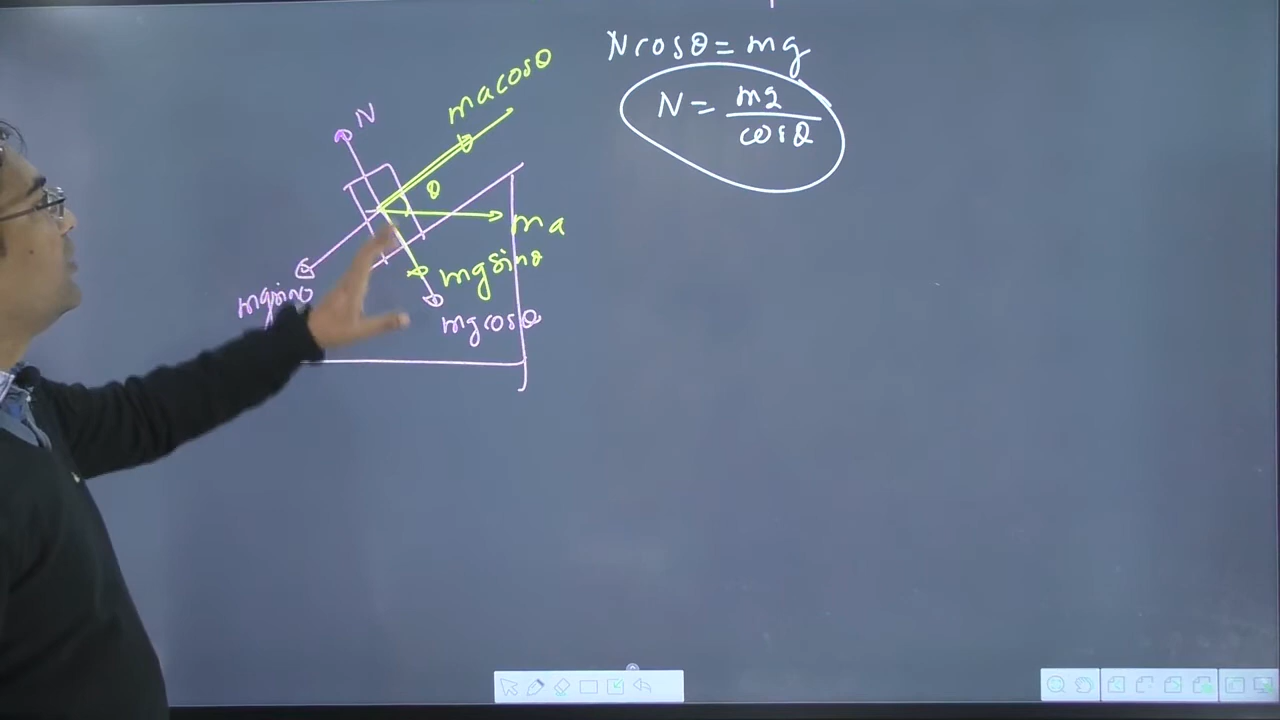 Ncosθ = mg
N = mg
cosθ
macosθ
N
θ
ma
mgsinθ
mgsinθ
mgcosθ